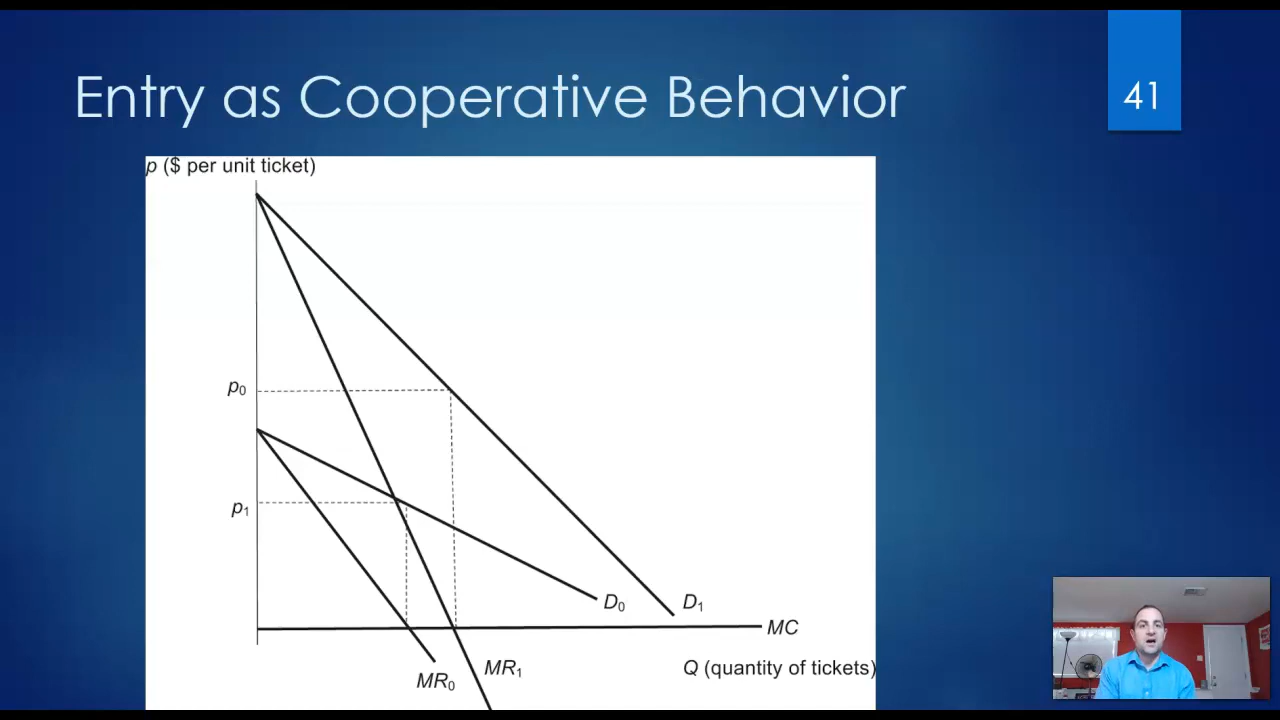 Entry as Cooperative Behavior
41
p ($ per unit ticket)
p₀
p₁
D₀
D₁
MC
MR₁
Q (quantity of tickets)
MR₀